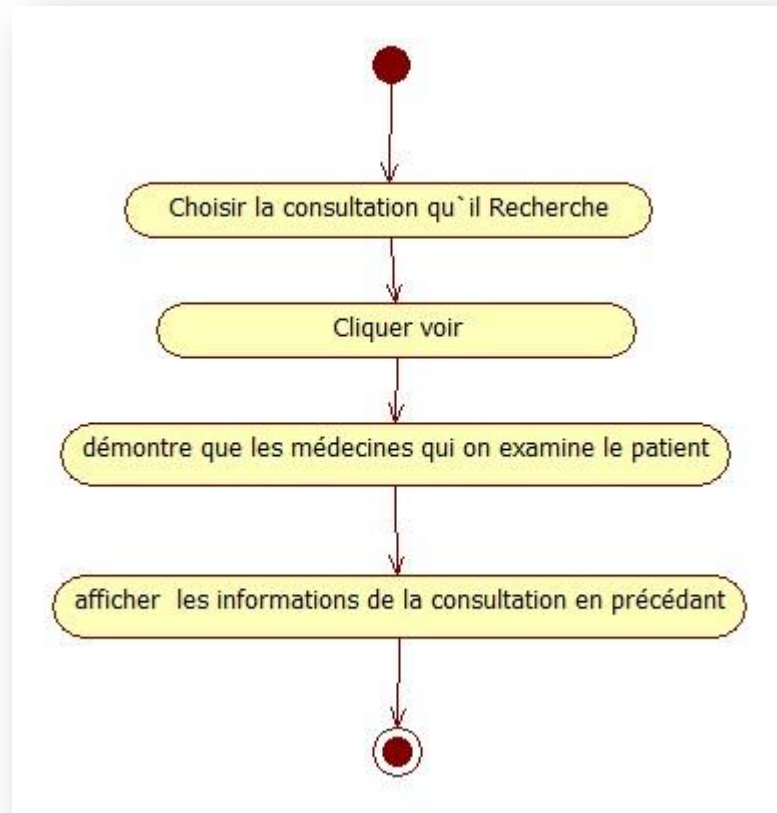 Choisir la consultation qu`il Recherche
Cliquer voir
démontre que les médecines qui on examine le patient
afficher  les informations de la consultation en précédant